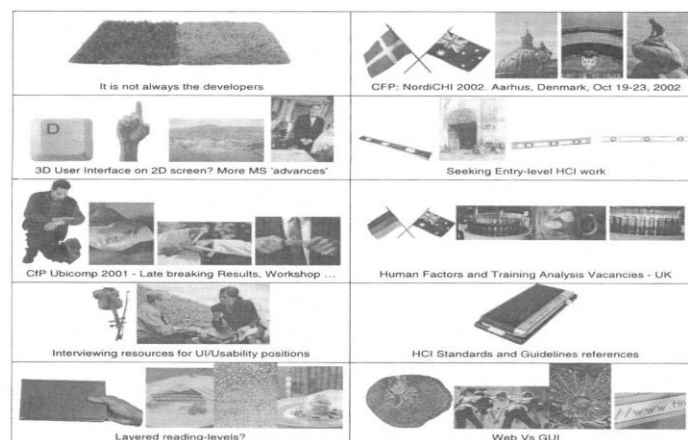 It is not always the developers
CFP: NordiCHI 2002. Aarhus, Denmark, Oct 19-23, 2002
D
3D User Interface on 2D screen? More MS 'advances'
Seeking Entry-level HCI work
CfP Ubicomp 2001 - Late breaking Results, Workshop ...
Human Factors and Training Analysis Vacancies - UK
Interviewing resources for UI/Usability positions
HCI Standards and Guidelines references
Layered reading-levels?
www
Web Vs GUI